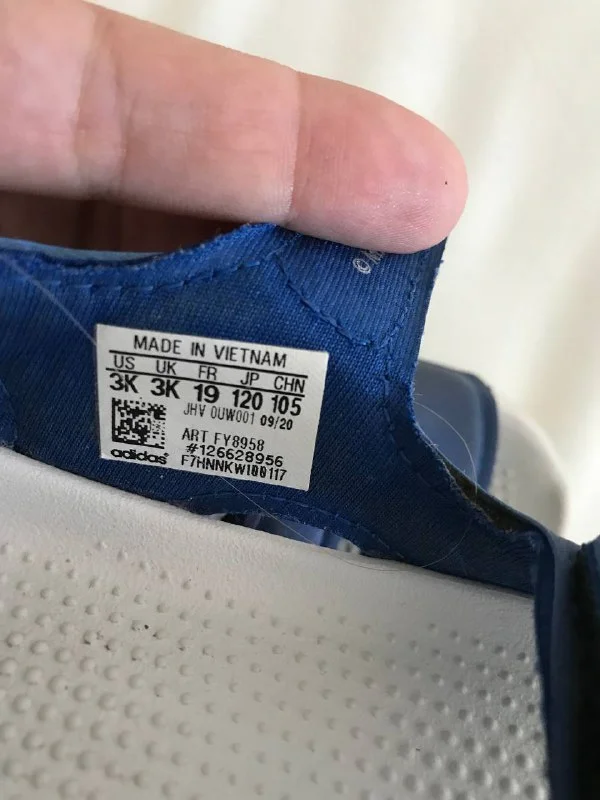 ©
MADE IN VIETNAM
US UK FR JP CHN
3K 3K 19 120 105
JHV 0UW001 09/20
ART FY8958
#126628956
adidas F7HNNKWI00117